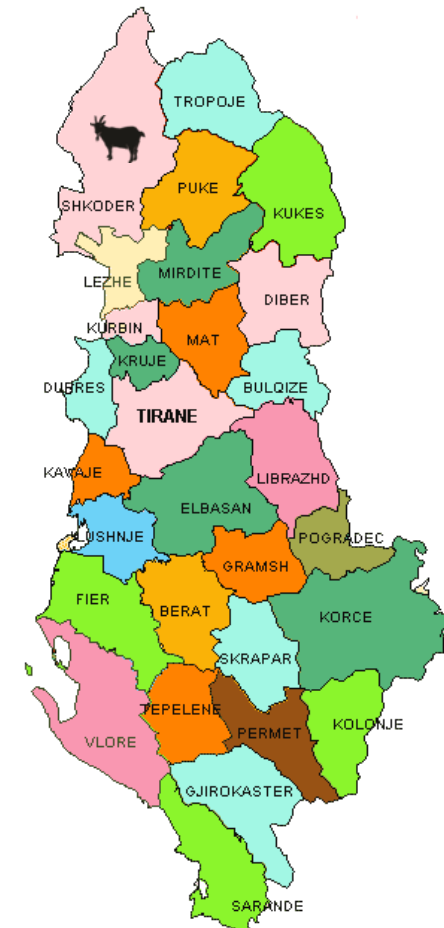 TROPOJE
PUKE
KUKES
SHKODER
MIRDITE
LEZHE
DIBER
KURBIN
MAT
KRUJE
DURRES
BULQIZE
TIRANE
KAVAJE
LIBRAZHD
ELBASAN
LUSHNJE
POGRADEC
GRAMSH
FIER
BERAT
KORCE
SKRAPAR
TEPELENE
KOLONJE
PERMET
VLORE
GJIROKASTER
SARANDE